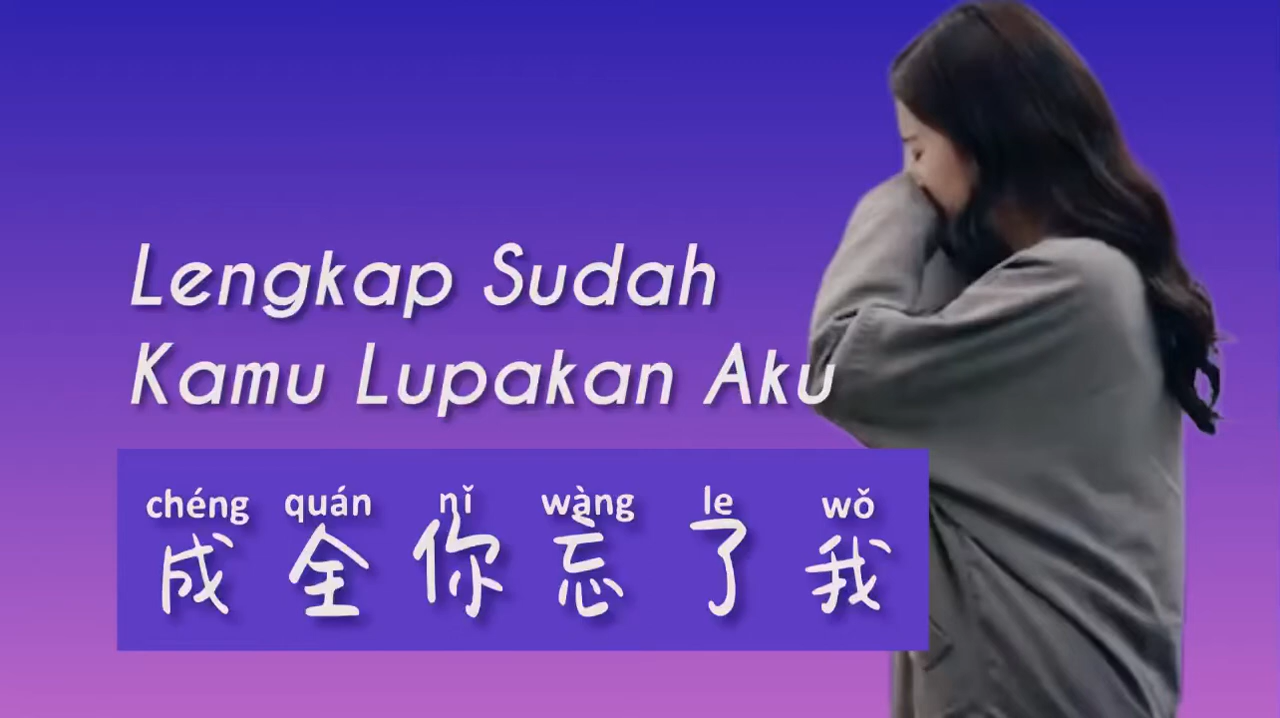 Lengkap Sudah
Kamu Lupakan Aku
chéng quán nǐ wàng le wǒ
成全你忘了我